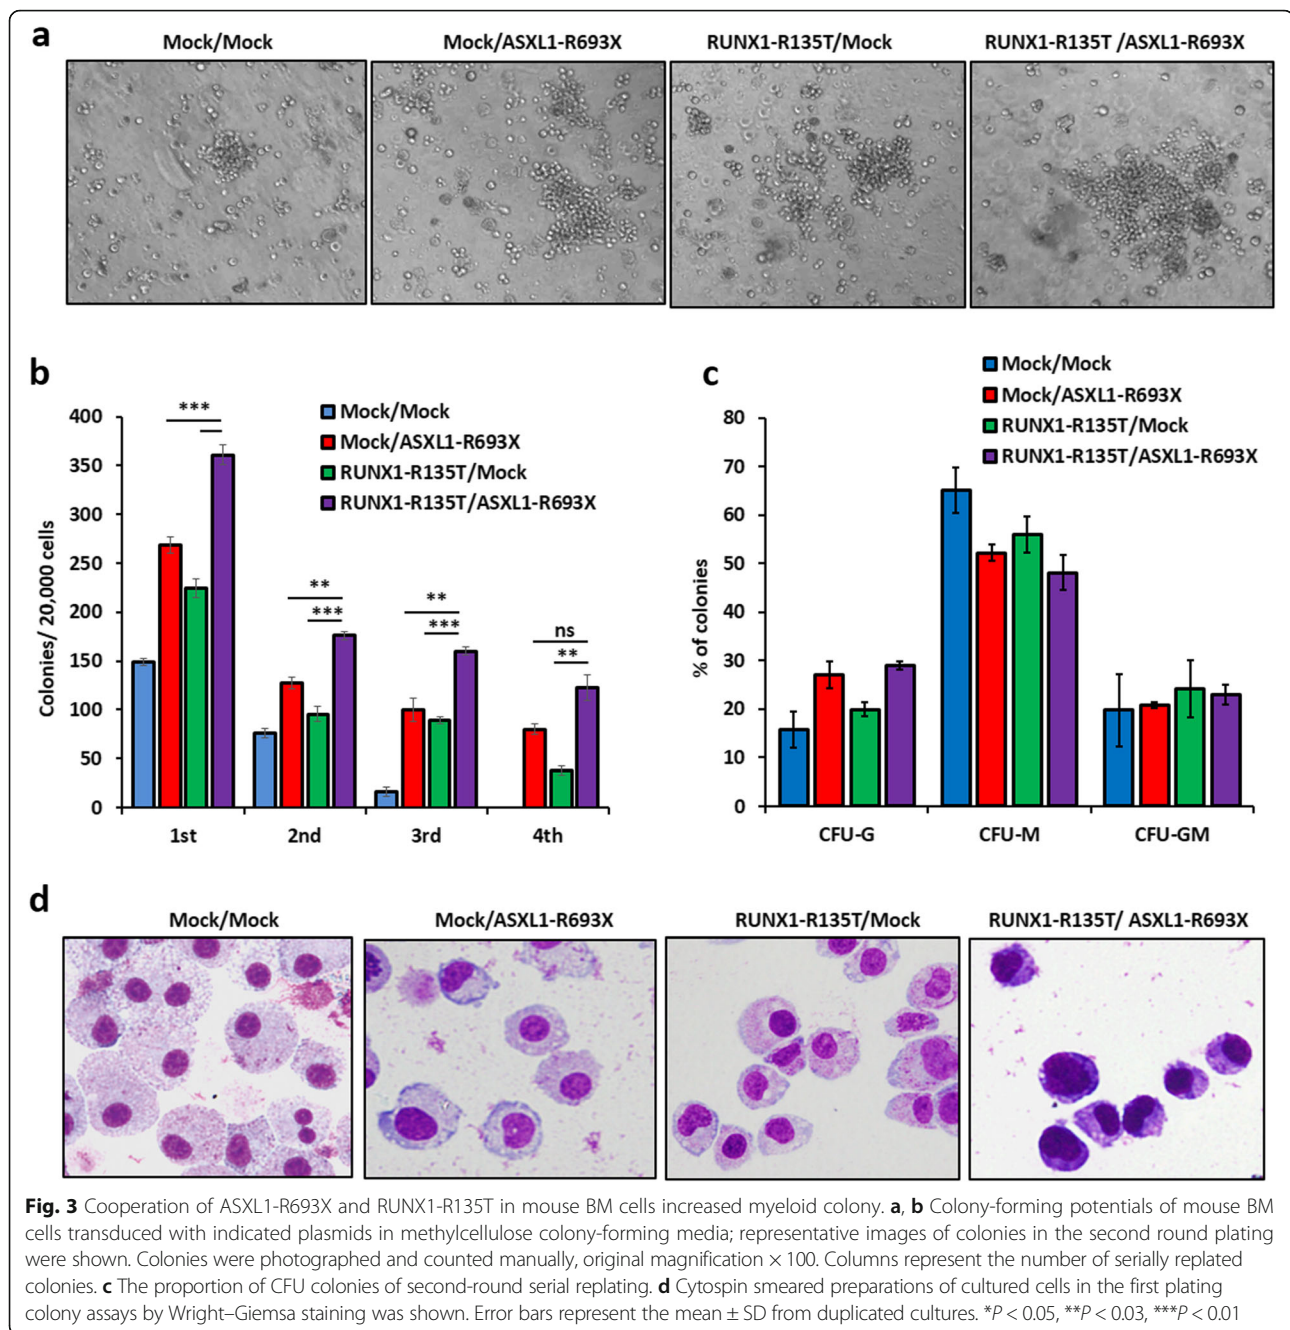 a
Mock/Mock
Mock/ASXL1-R693X
RUNX1-R135T/Mock
RUNX1-R135T /ASXL1-R693X
b
Colonies/ 20,000 cells
400
350
300
250
200
150
100
50
0
***
**
***
**
***
ns
**
Mock/Mock
Mock/ASXL1-R693X
RUNX1-R135T/Mock
RUNX1-R135T/ASXL1-R693X
1st
2nd
3rd
4th
c
Mock/Mock
Mock/ASXL1-R693X
RUNX1-R135T/Mock
RUNX1-R135T/ASXL1-R693X
% of colonies
80
70
60
50
40
30
20
10
0
CFU-G
CFU-M
CFU-GM
d
Mock/Mock
Mock/ASXL1-R693X
RUNX1-R135T/Mock
RUNX1-R135T/ ASXL1-R693X
Fig. 3 Cooperation of ASXL1-R693X and RUNX1-R135T in mouse BM cells increased myeloid colony. a, b Colony-forming potentials of mouse BM
cells transduced with indicated plasmids in methylcellulose colony-forming media; representative images of colonies in the second round plating
were shown. Colonies were photographed and counted manually, original magnification × 100. Columns represent the number of serially replated
colonies. c The proportion of CFU colonies of second-round serial replating. d Cytospin smeared preparations of cultured cells in the first plating
colony assays by Wright–Giemsa staining was shown. Error bars represent the mean ± SD from duplicated cultures. *P < 0.05, **P < 0.03, ***P < 0.01